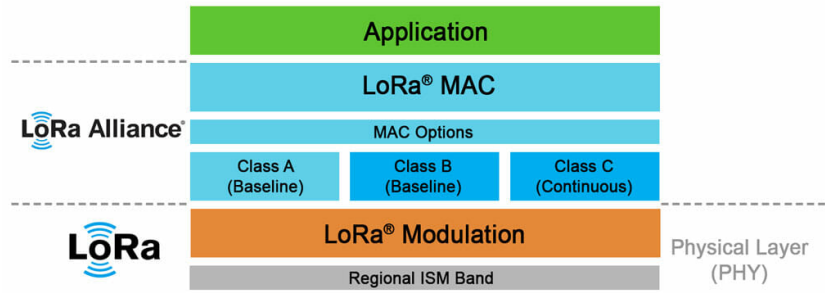 Application
LoRa® MAC
LoRa Alliance®
MAC Options
Class A
(Baseline)
Class B
(Baseline)
Class C
(Continuous)
LoRa
LoRa® Modulation
Physical Layer
(PHY)
Regional ISM Band